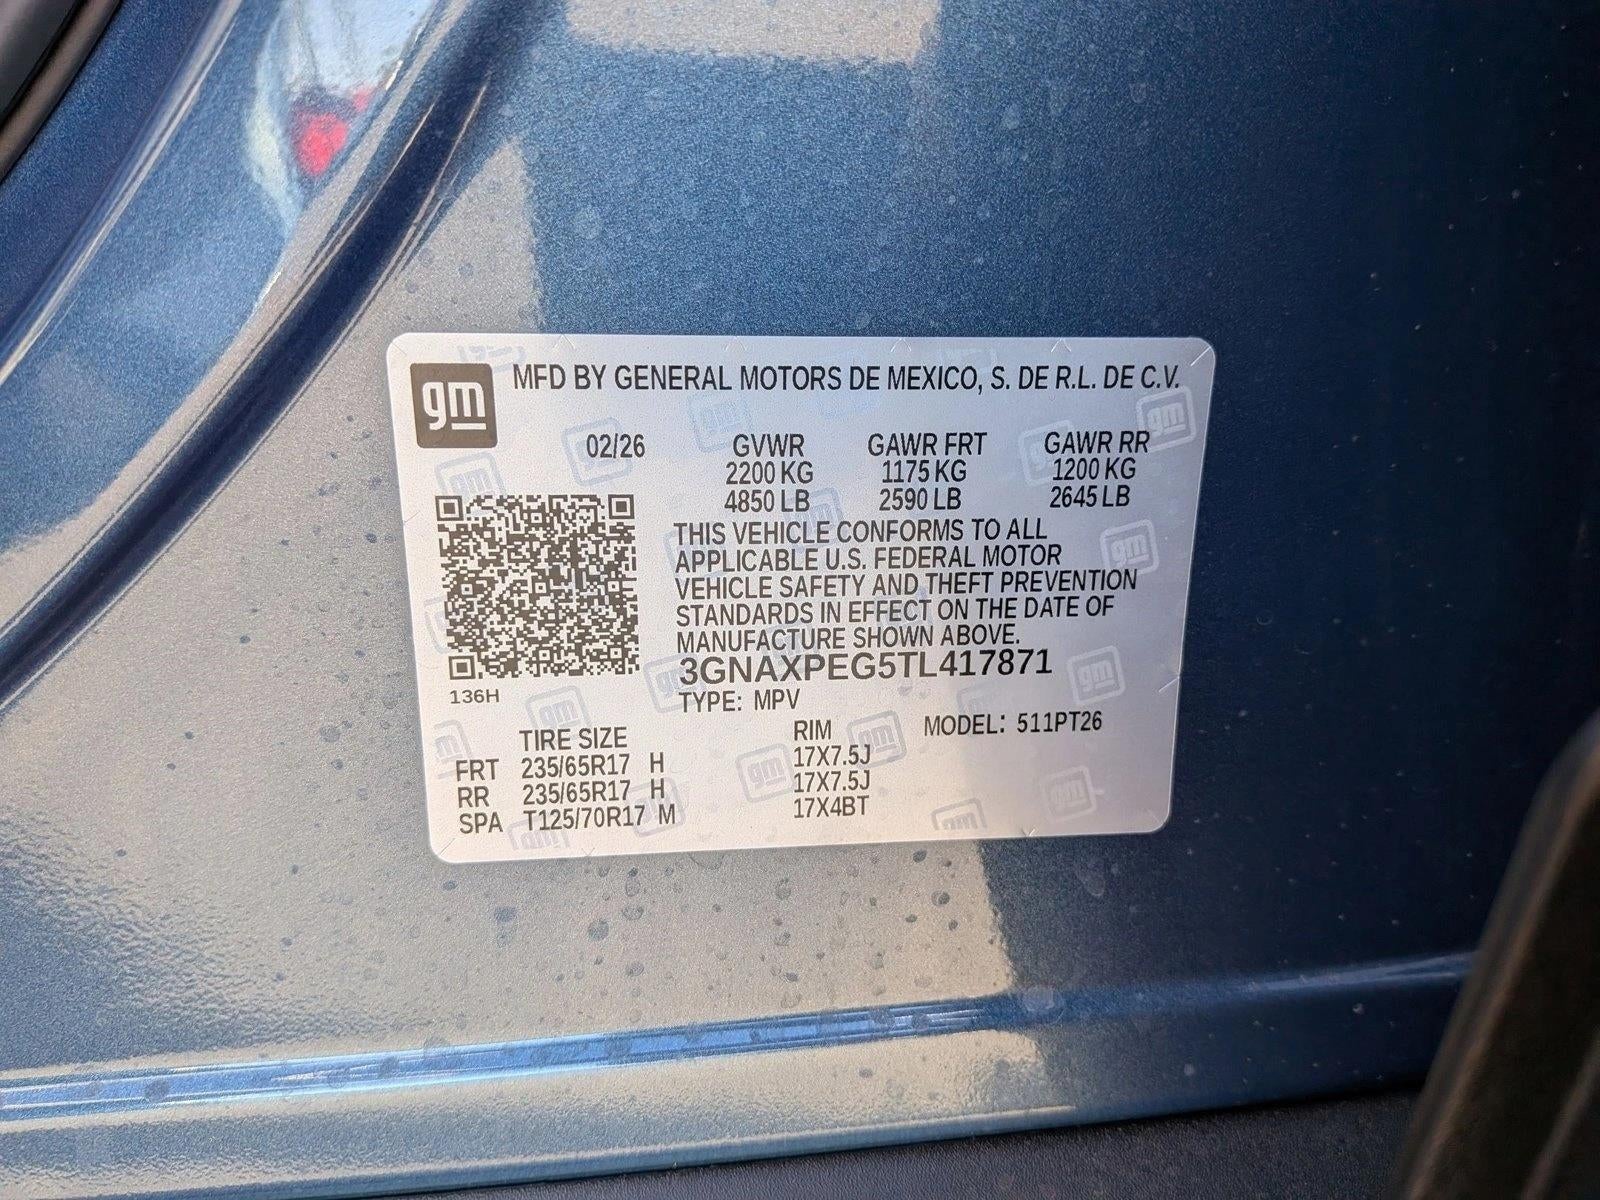 gm MFD BY GENERAL MOTORS DE MEXICO, S. DE R.L. DE C.V.
02/26 GVWR GAWR FRT GAWR RR
2200 KG 1175 KG 1200 KG
4850 LB 2590 LB 2645 LB
THIS VEHICLE CONFORMS TO ALL
APPLICABLE U.S. FEDERAL MOTOR
VEHICLE SAFETY AND THEFT PREVENTION
STANDARDS IN EFFECT ON THE DATE OF
MANUFACTURE SHOWN ABOVE.
3GNAXPEG5TL417871
136H
TYPE: MPV
MODEL: 511PT26
TIRE SIZE RIM
FRT 235/65R17 H 17X7.5J
RR 235/65R17 H 17X7.5J
SPA T125/70R17 M 17X4BT